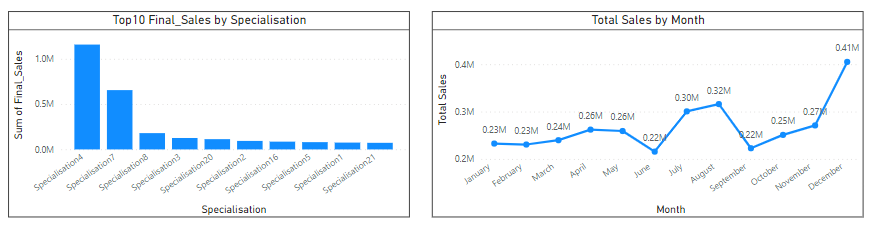 Top10 Final_Sales by Specialisation
Sum of Final_Sales
1.0M
0.5M
0.0M
Specialisation4
Specialisation7
Specialisation8
Specialisation3
Specialisation20
Specialisation2
Specialisation16
Specialisation5
Specialisation1
Specialisation21
Specialisation
Total Sales by Month
Total Sales
0.4M
0.3M
0.2M
0.23M
0.23M
0.24M
0.26M
0.26M
0.22M
0.30M
0.32M
0.22M
0.25M
0.27M
0.41M
January
February
March
April
May
June
July
August
September
October
November
December
Month